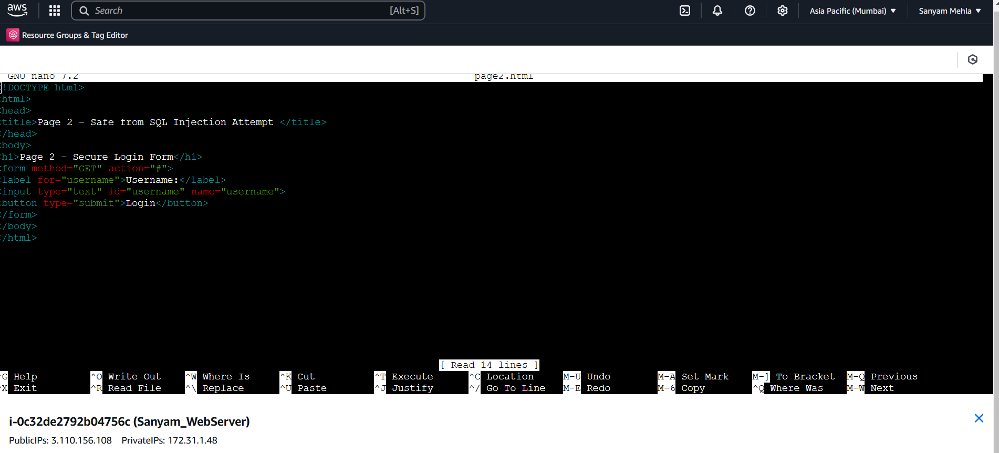 aws Search [Alt+S] Asia Pacific (Mumbai) Sanyam Mehla
Resource Groups & Tag Editor
GNU nano 7.2 page2.html
<!DOCTYPE html>
<html>
<head>
<title>Page 2 - Safe from SQL Injection Attempt </title>
</head>
<body>
<h1>Page 2 - Secure Login Form</h1>
<form method="GET" action="#">
<label for="username">Username:</label>
<input type="text" id="username" name="username">
<button type="submit">Login</button>
</form>
</body>
</html>
[ Read 14 lines ]
^G Help ^O Write Out ^W Where Is ^K Cut ^T Execute ^C Location M-U Undo M-A Set Mark M-] To Bracket M-Q Previous
^X Exit ^R Read File ^\ Replace ^U Paste ^J Justify ^/ Go To Line M-E Redo M-6 Copy ^Q Where Was M-W Next
i-0c32de2792b04756c (Sanyam_WebServer)
PublicIPs: 3.110.156.108 PrivateIPs: 172.31.1.48